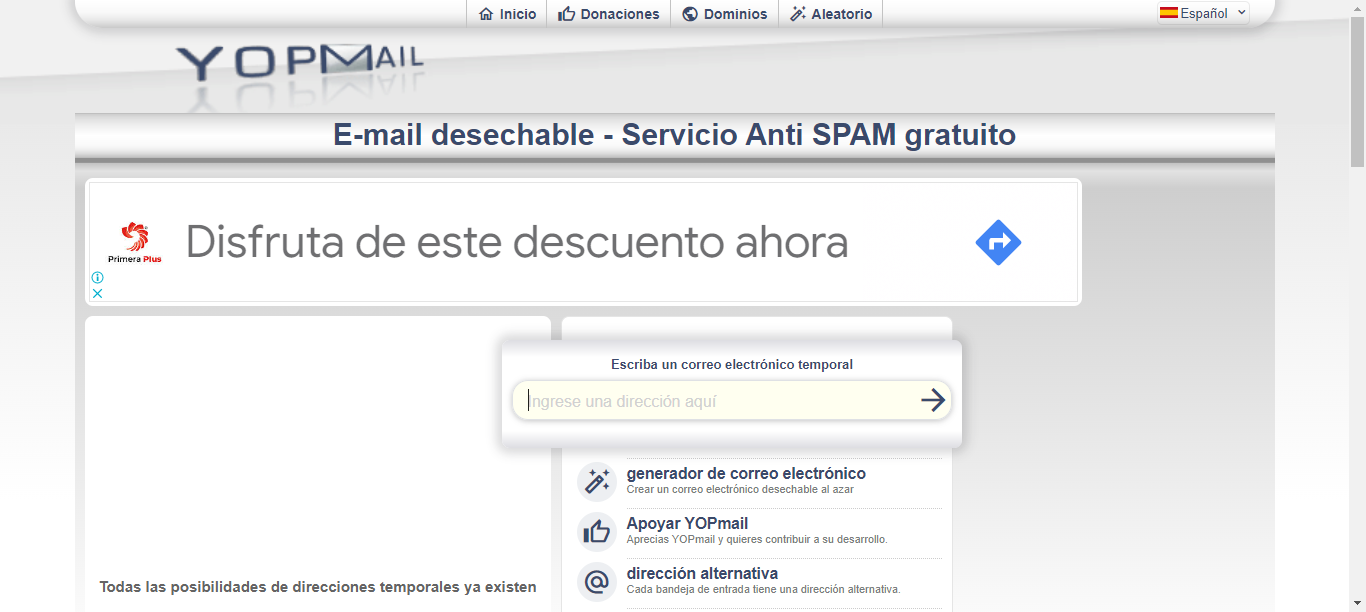 Inicio
Donaciones
Dominios
Aleatorio
Español
YOPMAIL
E-mail desechable - Servicio Anti SPAM gratuito
Primera Plus
Disfruta de este descuento ahora
Escriba un correo electrónico temporal
Ingrese una dirección aquí
generador de correo electrónico
Crear un correo electrónico desechable al azar
Apoyar YOPmail
Aprecias YOPmail y quieres contribuir a su desarrollo.
dirección alternativa
Cada bandeja de entrada tiene una dirección alternativa.
Todas las posibilidades de direcciones temporales ya existen